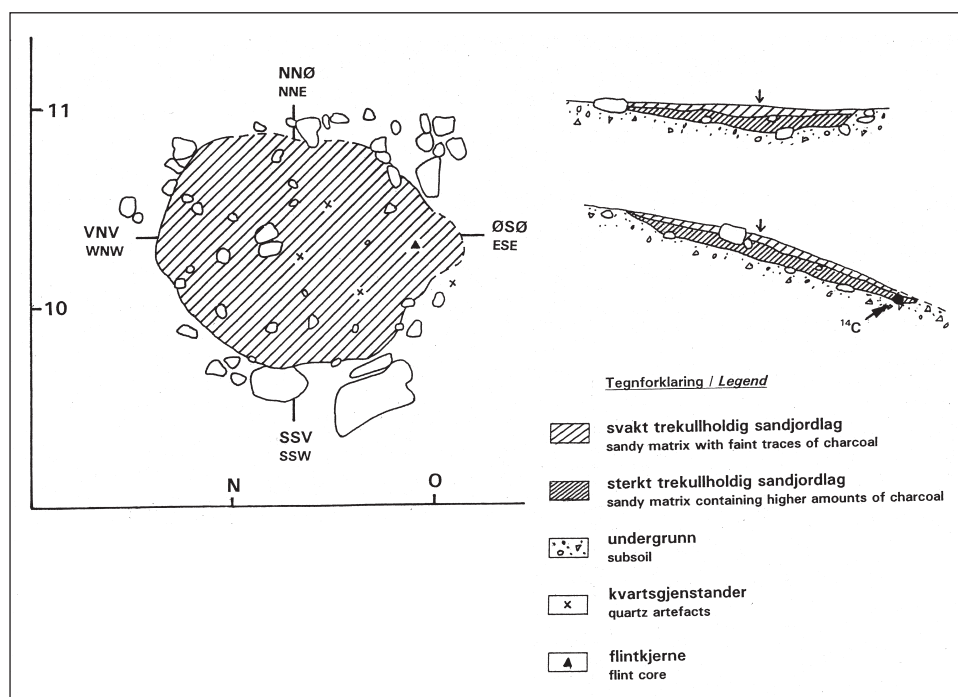 11
10
NNØ
NNE
VNV
WNW
ØSØ
ESE
SSV
SSW
N
O
14C
Tegnforklaring / Legend
svakt trekullholdig sandjordlag
sandy matrix with faint traces of charcoal
sterkt trekullholdig sandjordlag
sandy matrix containing higher amounts of charcoal
undergrunn
subsoil
kvartsgjenstander
quartz artefacts
flintkjerne
flint core